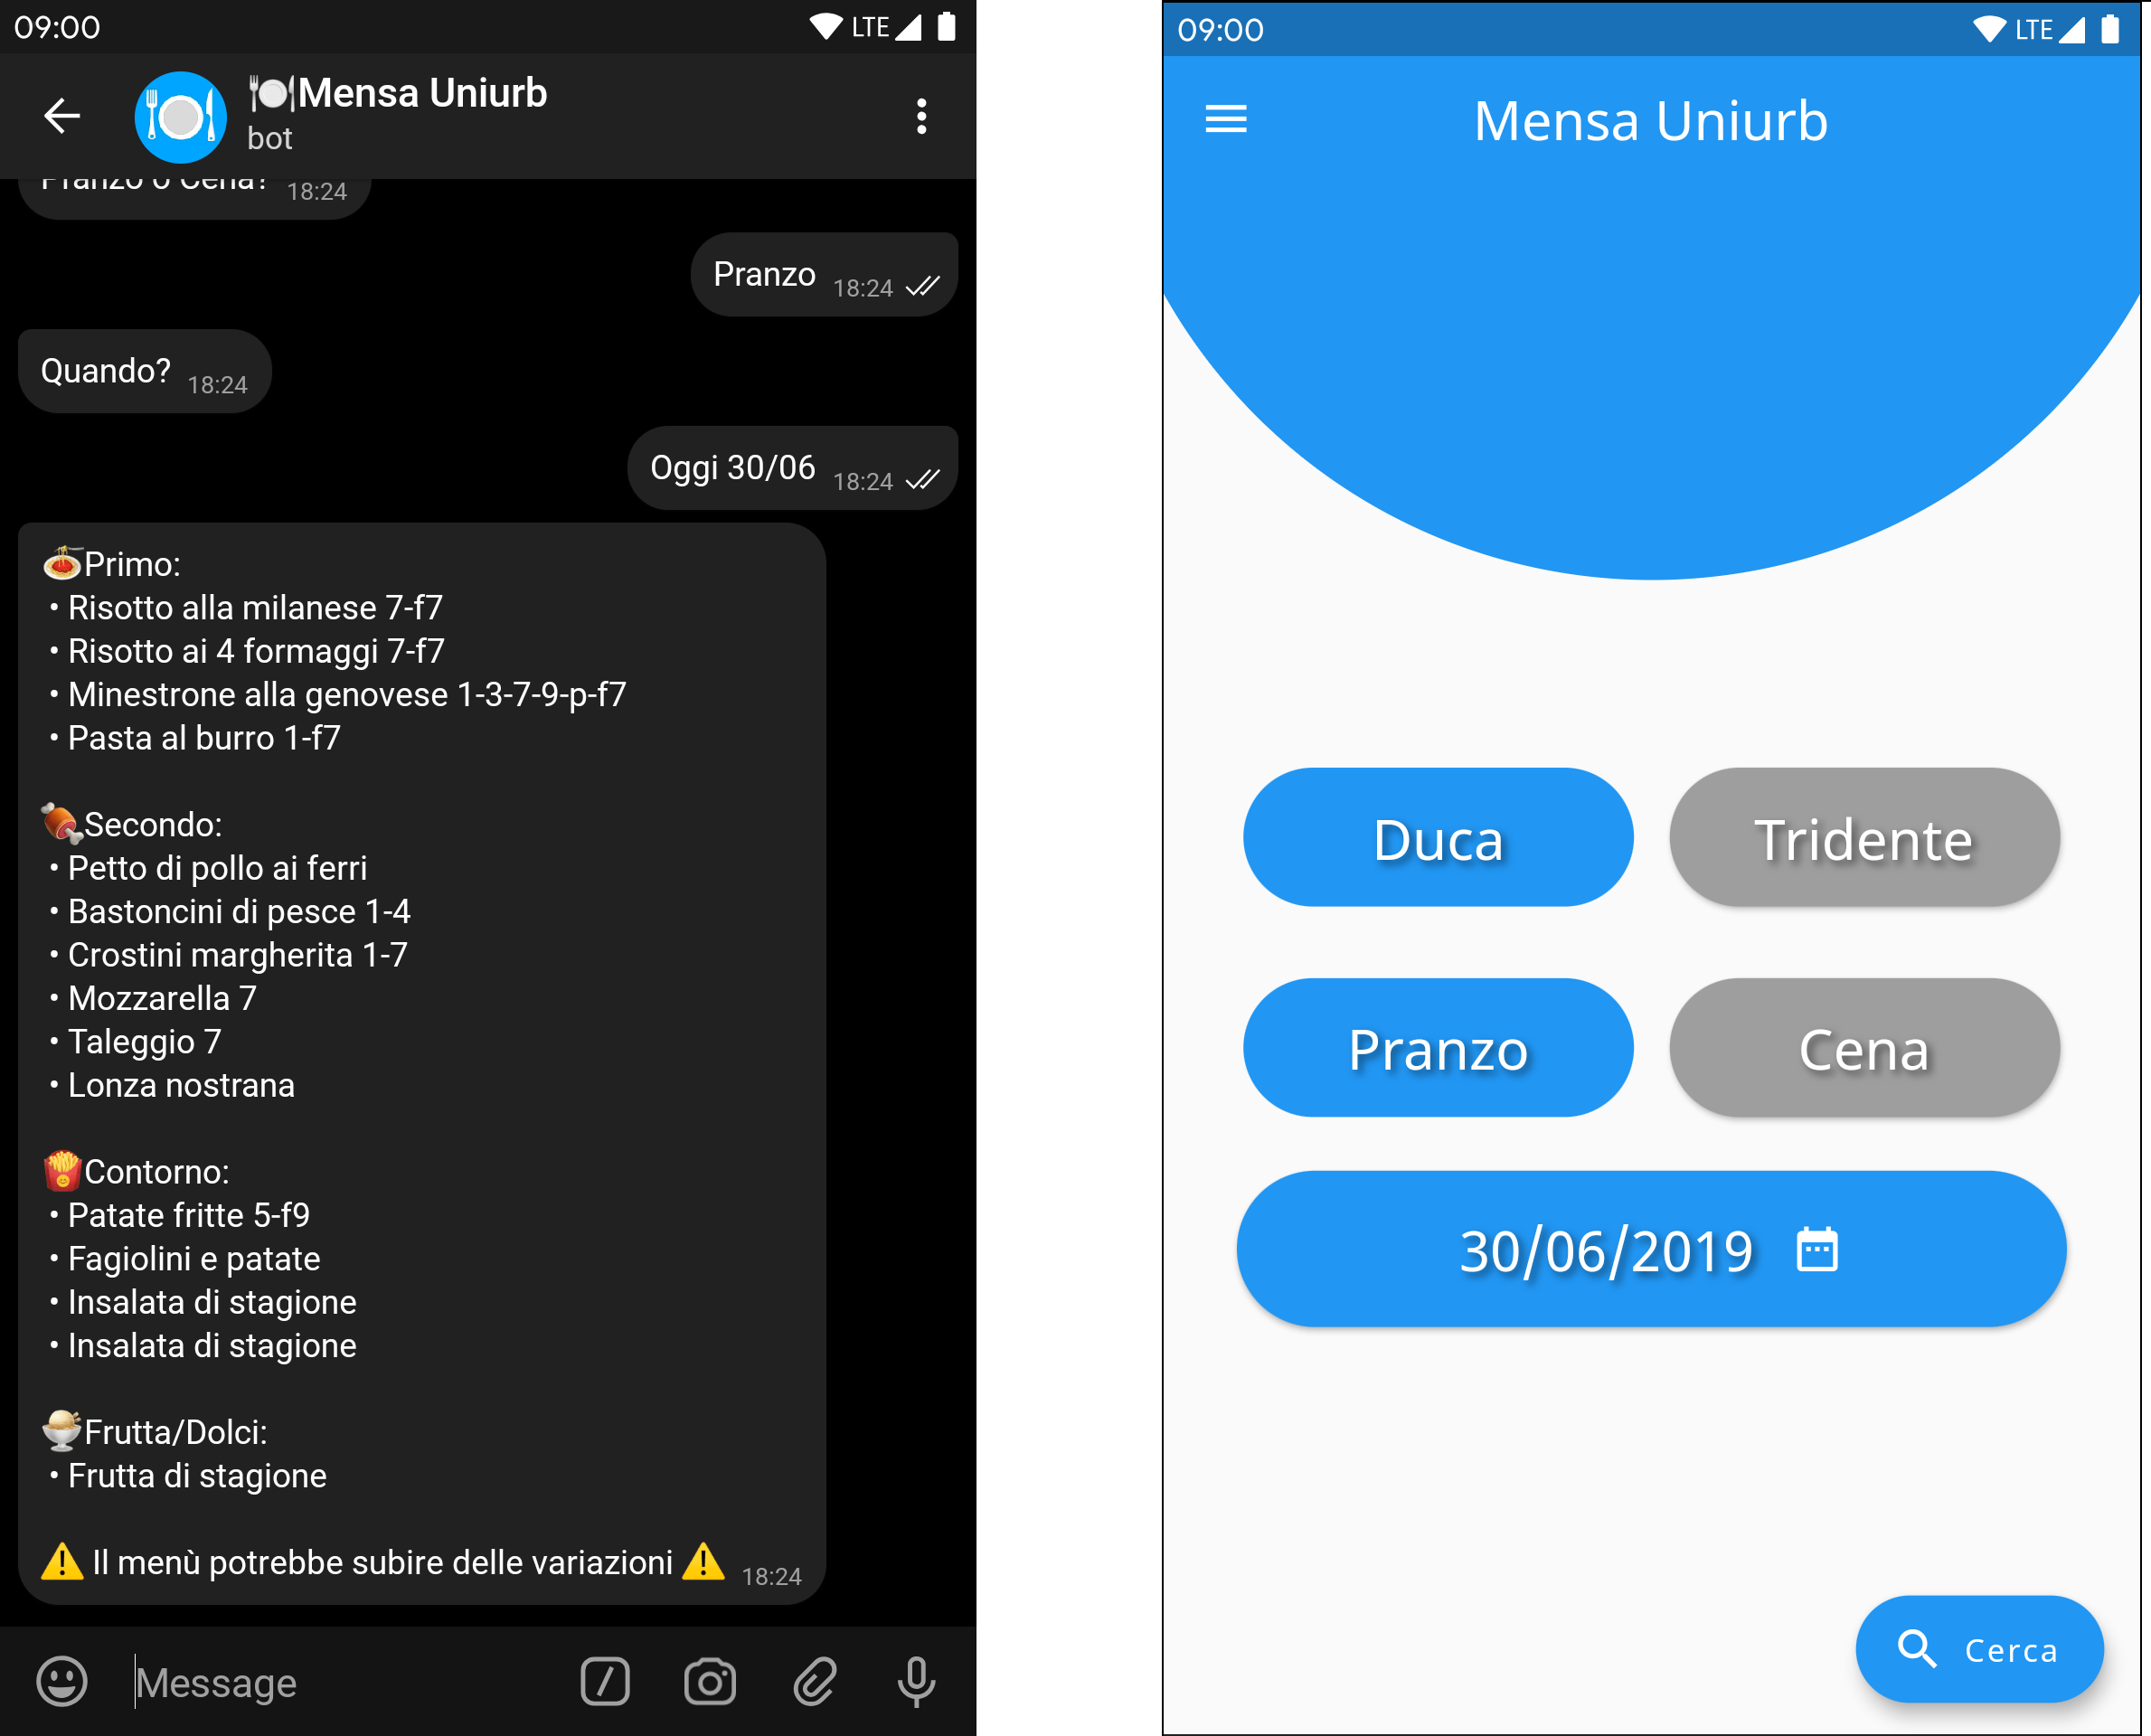 09:00 LTE
🍽Mensa Uniurb
bot
Pranzo o Cena? 18:24
Pranzo 18:24
Quando? 18:24
Oggi 30/06 18:24
🍝Primo:
• Risotto alla milanese 7-f7
• Risotto ai 4 formaggi 7-f7
• Minestrone alla genovese 1-3-7-9-p-f7
• Pasta al burro 1-f7
🍖Secondo:
• Petto di pollo ai ferri
• Bastoncini di pesce 1-4
• Crostini margherita 1-7
• Mozzarella 7
• Taleggio 7
• Lonza nostrana
🍟Contorno:
• Patate fritte 5-f9
• Fagiolini e patate
• Insalata di stagione
• Insalata di stagione
🍨Frutta/Dolci:
• Frutta di stagione
⚠️ Il menù potrebbe subire delle variazioni ⚠️ 18:24
Message
09:00 LTE
Mensa Uniurb
Duca Tridente
Pranzo Cena
30/06/2019
Cerca